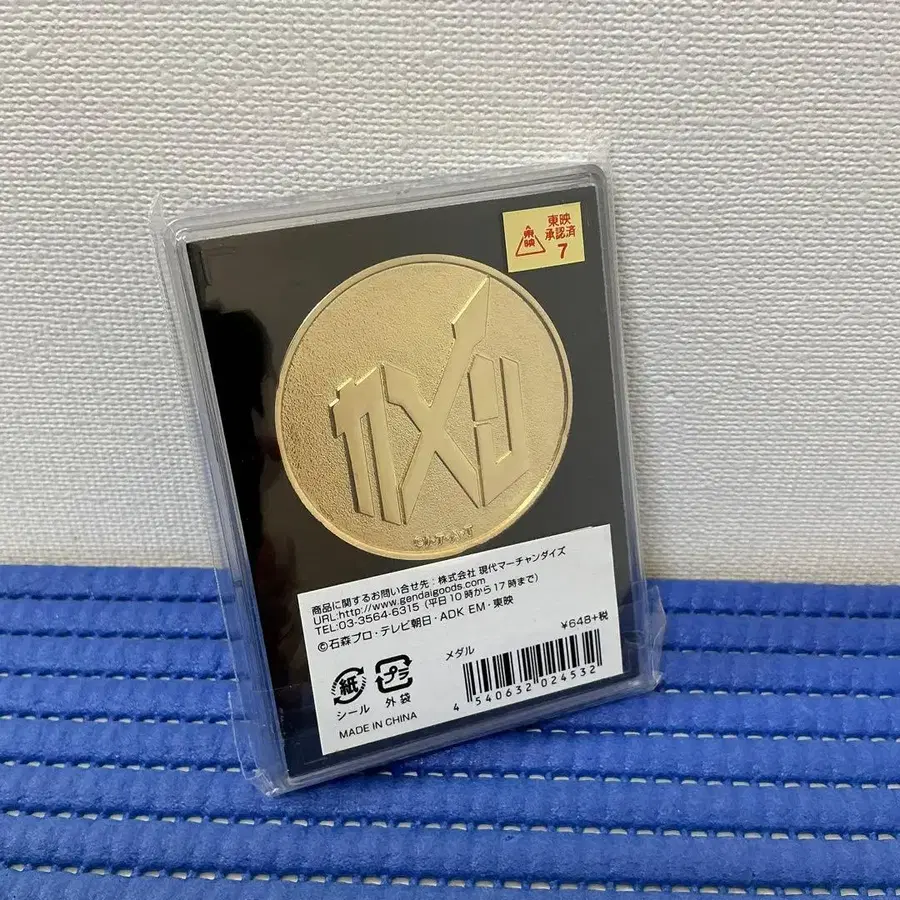 東映
承認済
7
東映
商品に関するお問い合せ先：株式会社 現代マーチャンダイズ
URL:http://www.gendaigoods.com
TEL:03-3564-6315 (平日10時から17時まで)
©石森プロ・テレビ朝日・ADK EM・東映
メダル
¥648+税
紙
シール
プラ
外袋
4 540632 024532
MADE IN CHINA